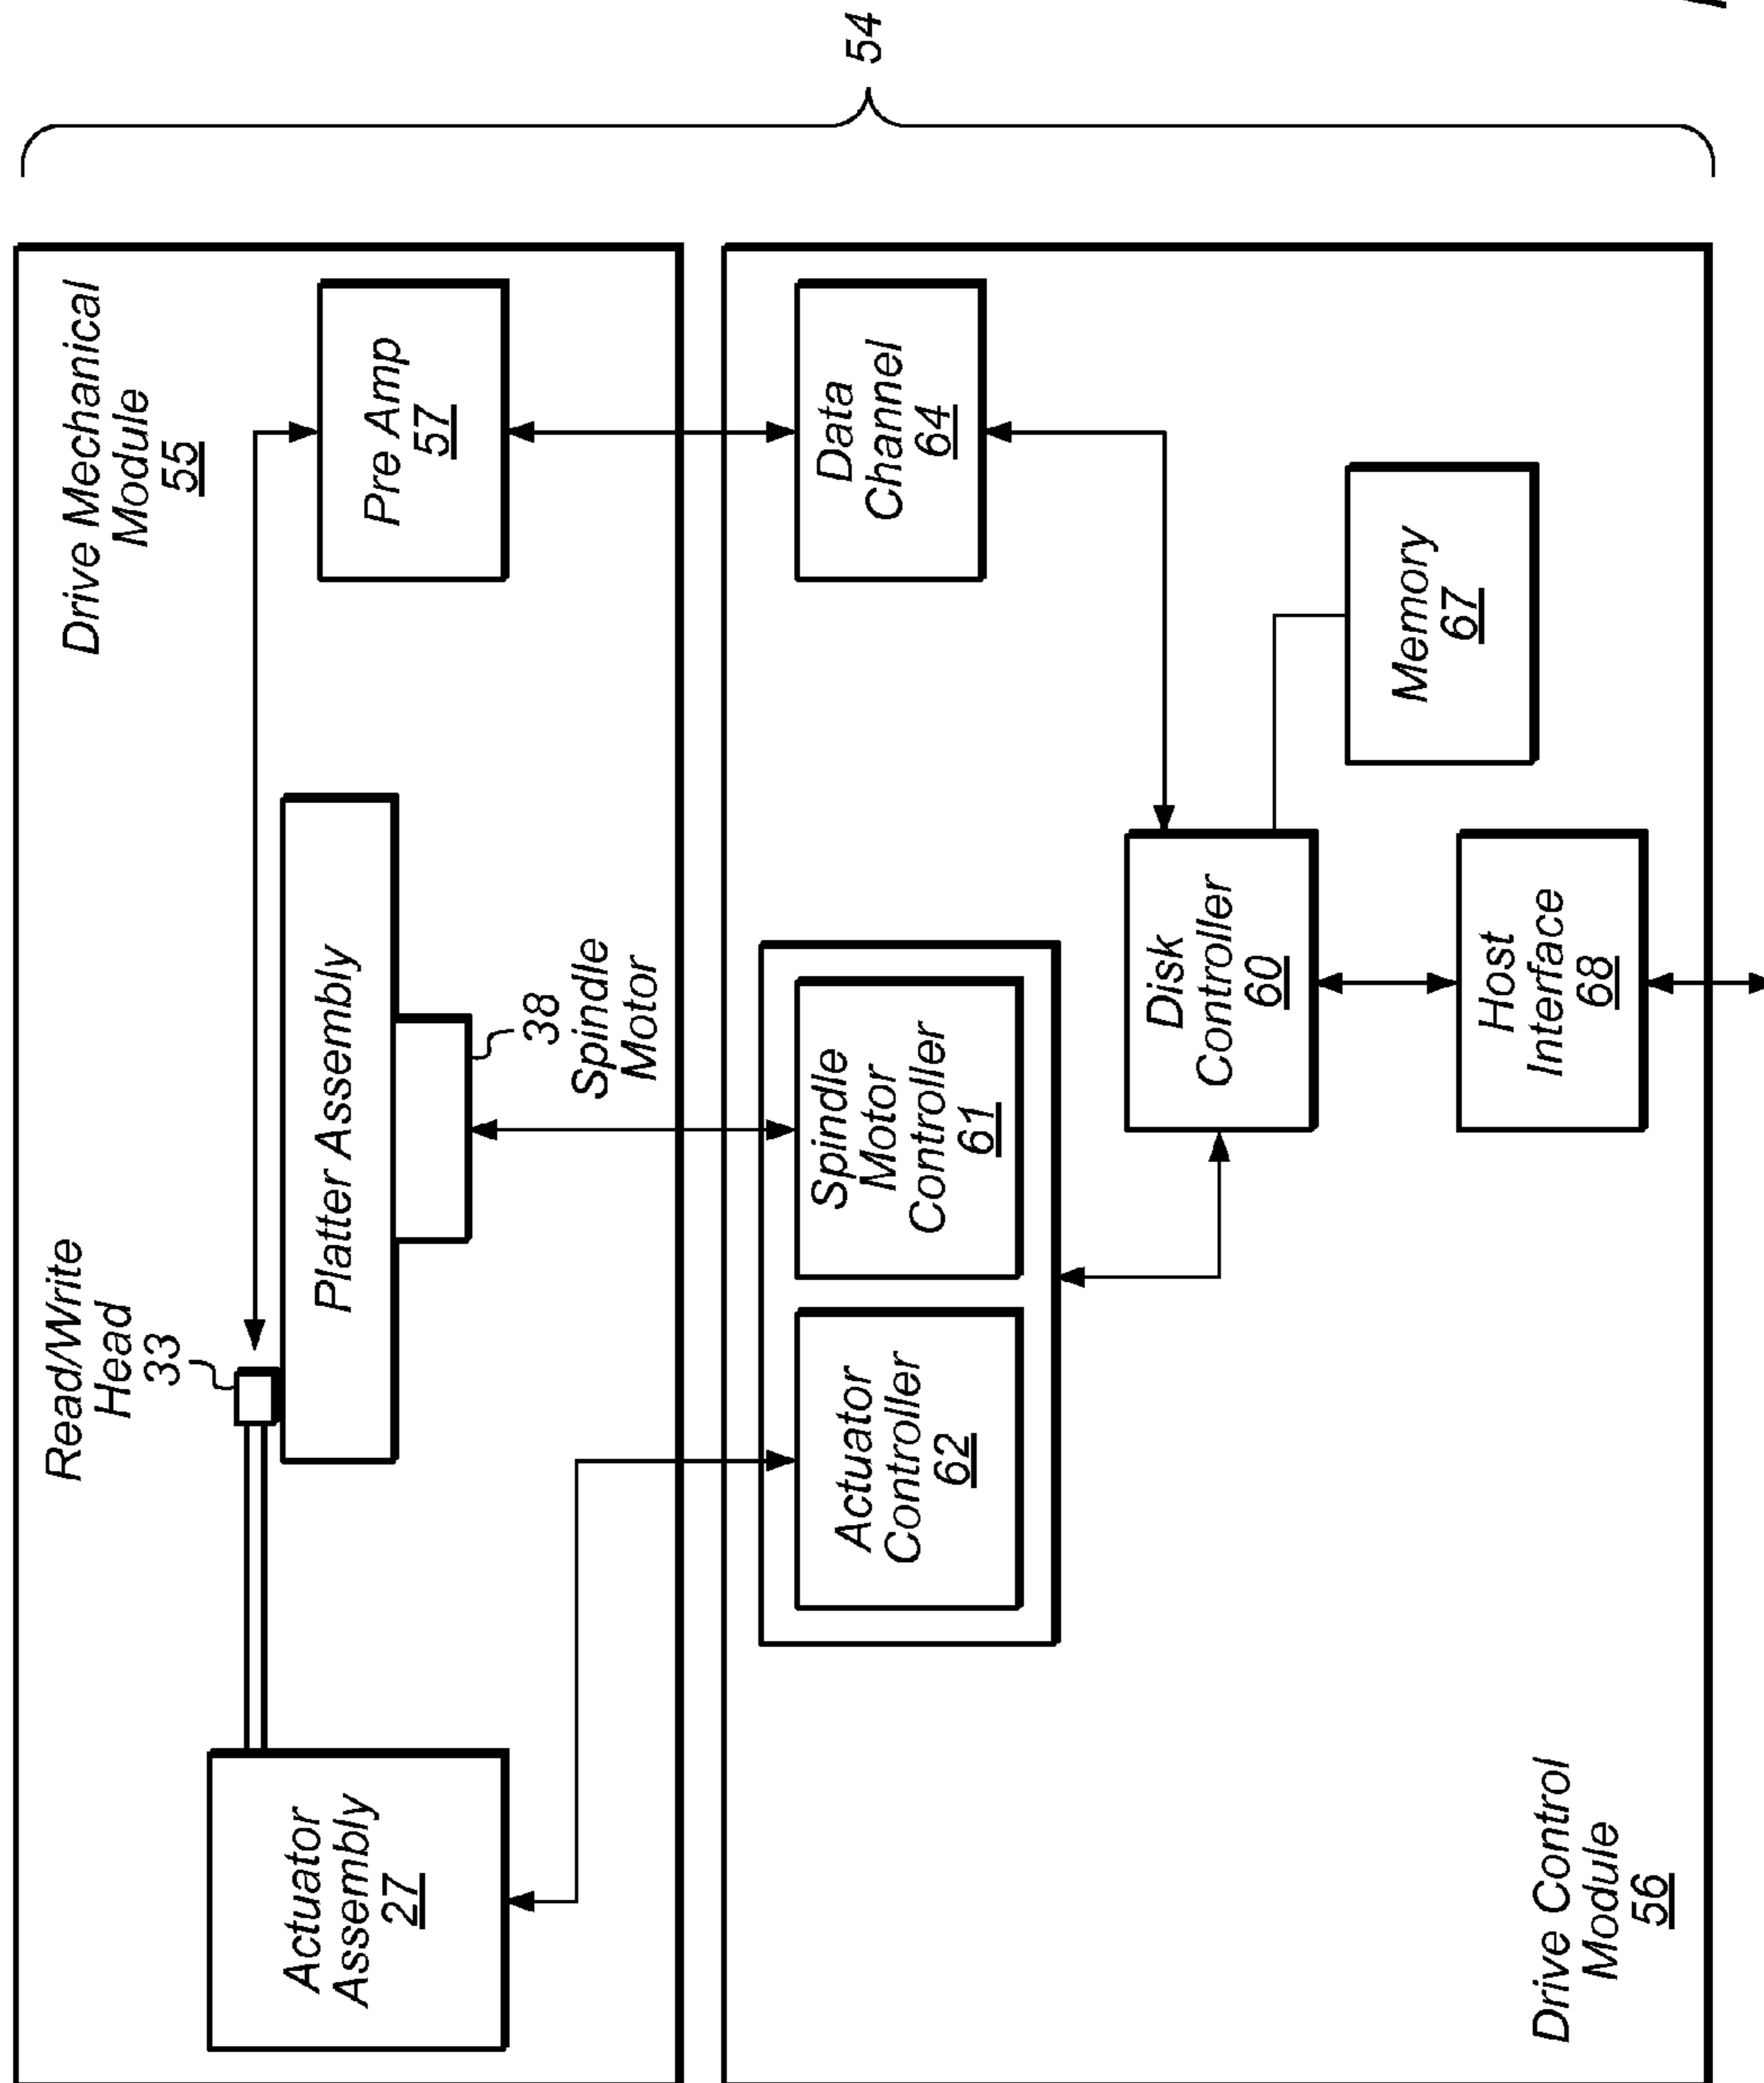 Drive Mechanical
Module
55
Read/Write
Head
33
Actuator
Assembly
27
Platter Assembly
38
Spindle
Motor
Pre Amp
57
54
Actuator
Controller
62
Spindle
Motor
Controller
61
Data
Channel
64
Disk
Controller
60
Memory
67
Host
Interface
68
Drive Control
Module
56